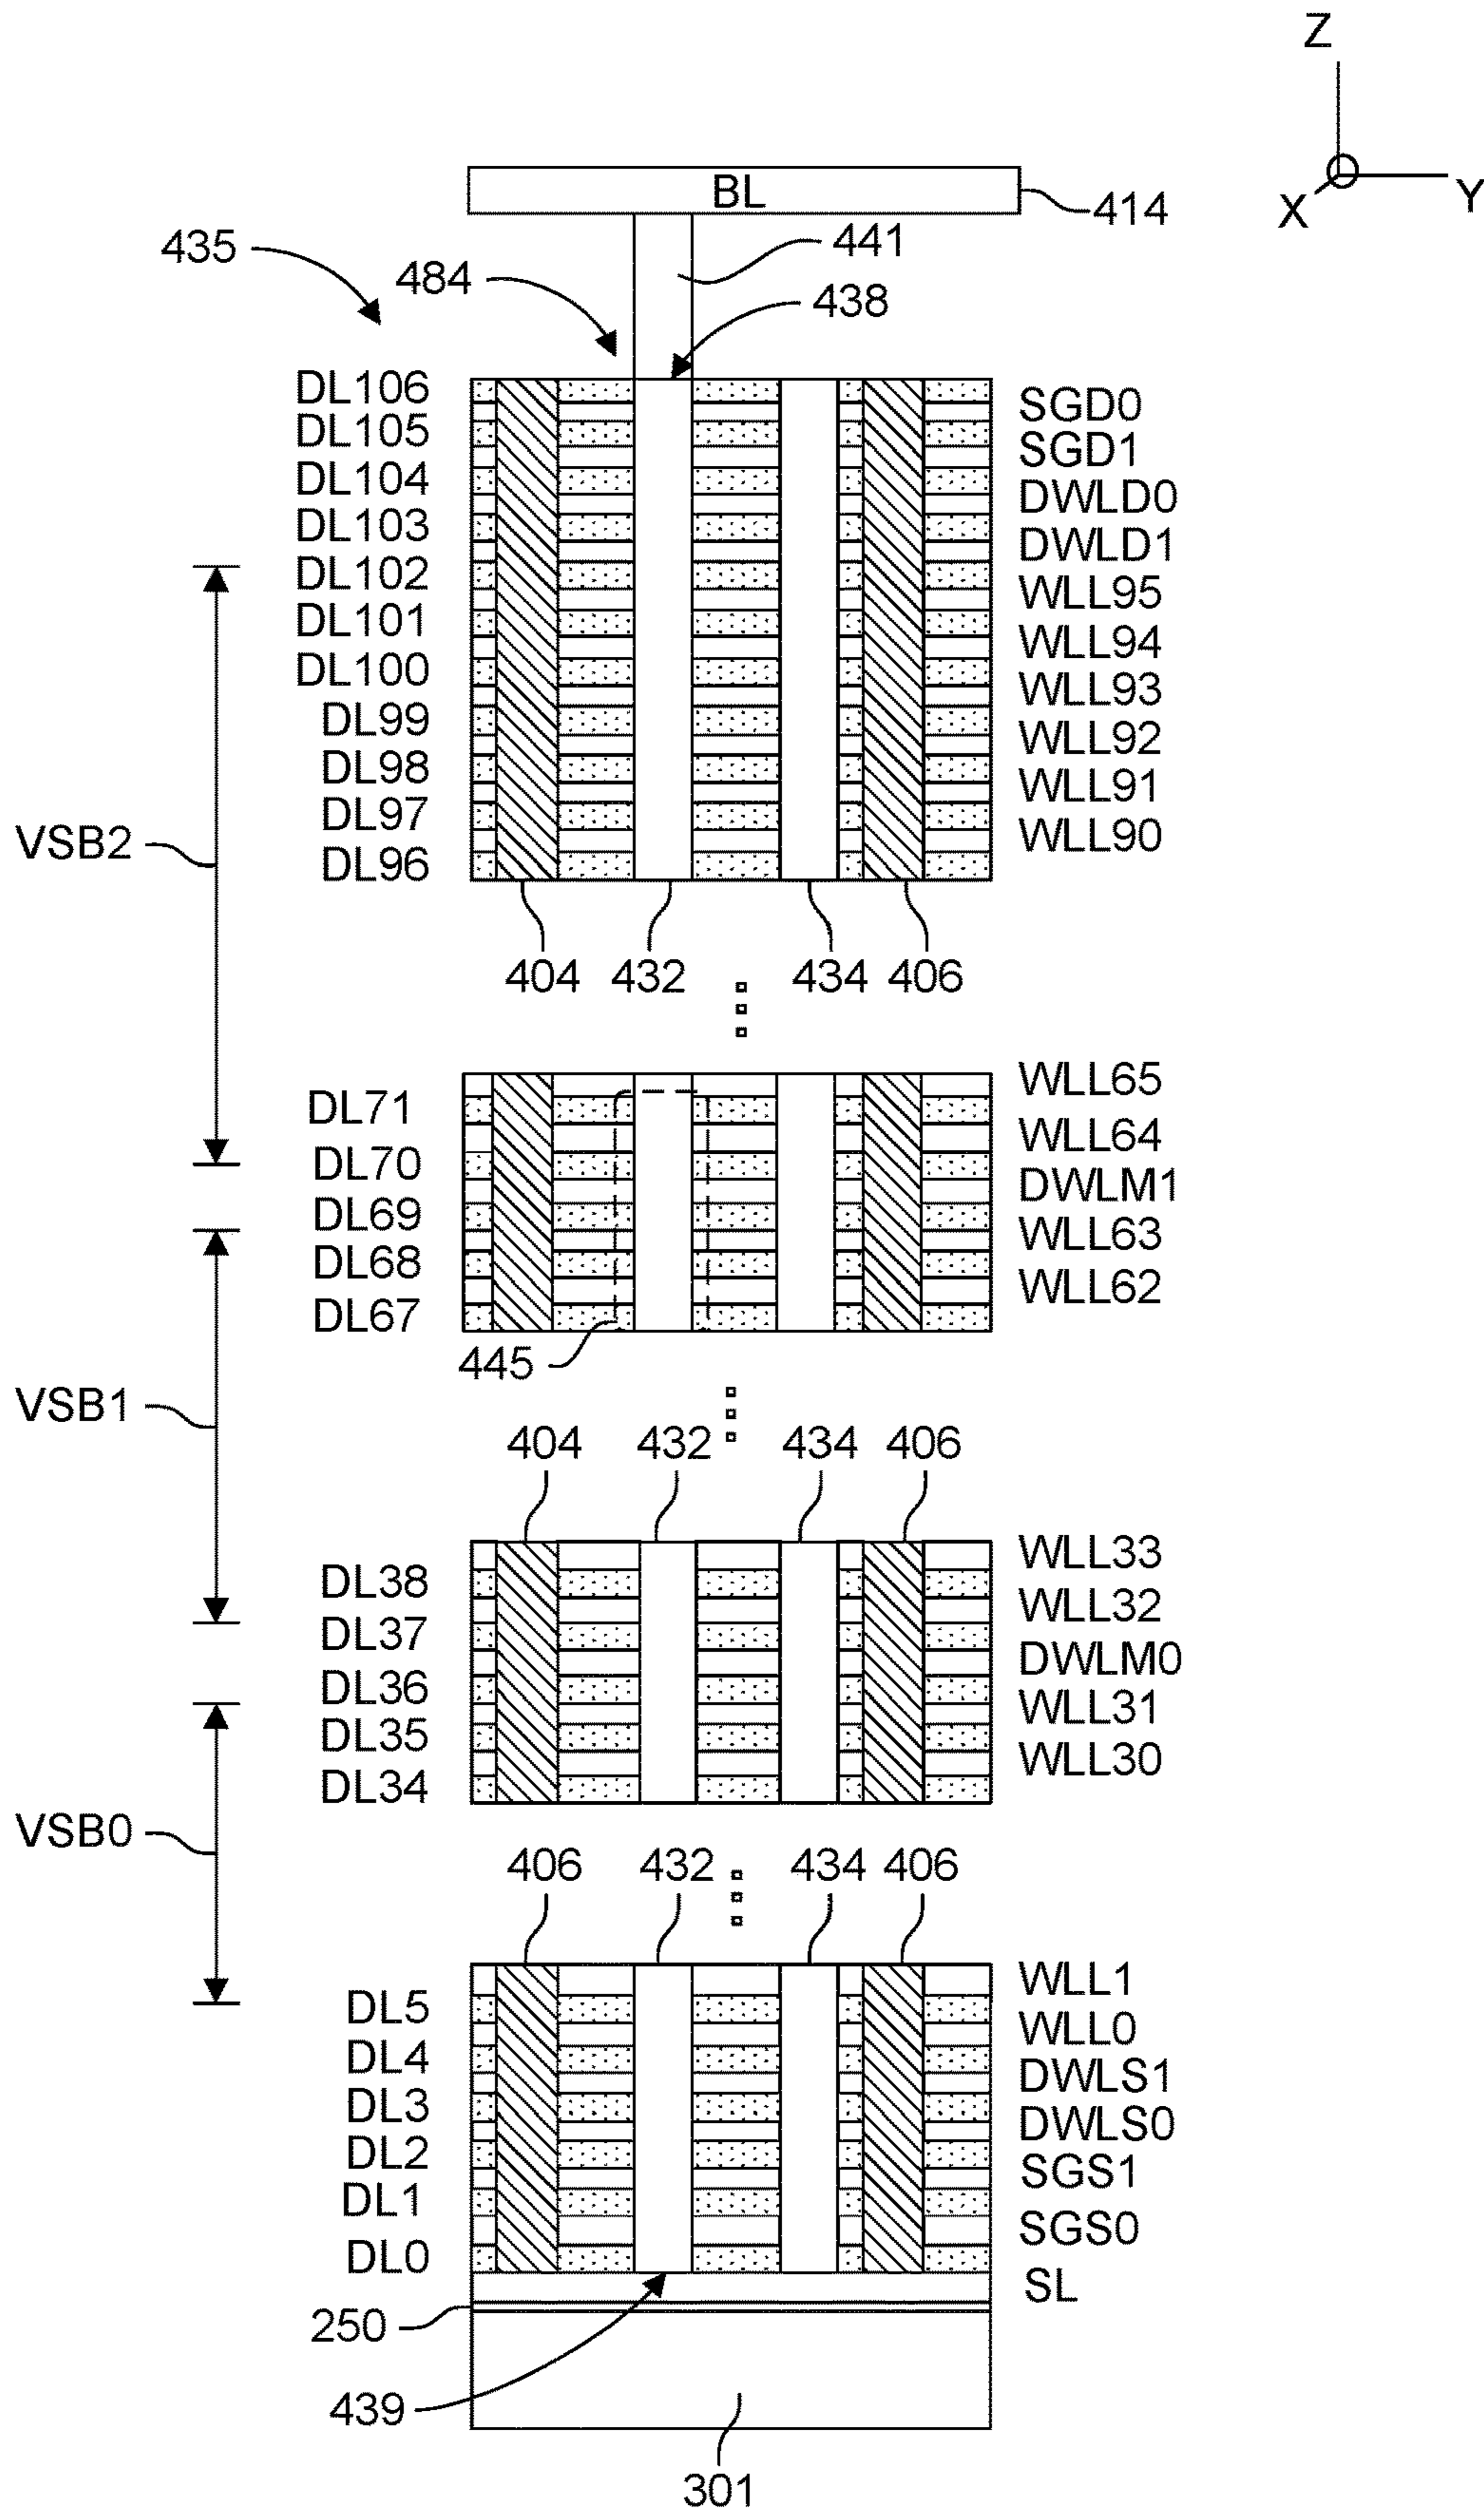 Z
X
Y
BL
414
435
484
441
438
DL106
SGD0
DL105
SGD1
DL104
DWLD0
DL103
DWLD1
DL102
WLL95
DL101
WLL94
DL100
WLL93
DL99
WLL92
DL98
WLL91
DL97
WLL90
VSB2
DL96
404
432
434
406
WLL65
DL71
WLL64
DL70
DWLM1
DL69
WLL63
DL68
WLL62
DL67
445
VSB1
404
432
434
406
WLL33
DL38
WLL32
DL37
DWLM0
DL36
WLL31
DL35
WLL30
DL34
VSB0
406
432
434
406
WLL1
DL5
WLL0
DL4
DWLS1
DL3
DWLS0
DL2
SGS1
DL1
SGS0
DL0
SL
250
439
301